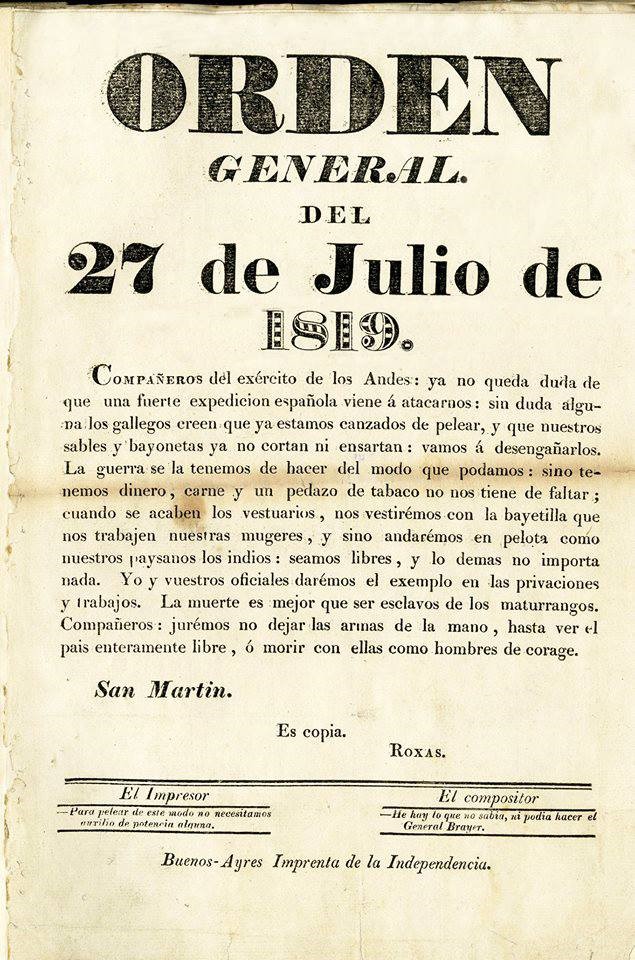 ORDEN
GENERAL.
DEL
27 de Julio de
1819.
COMPAÑEROS del exército de los Andes: ya no queda duda de
que una fuerte expedicion española viene á atacarnos: sin duda algu-
na los gallegos creen que ya estamos canzados de pelear, y que nuestros
sables y bayonetas ya no cortan ni ensartan: vamos á desengañarlos.
La guerra se la tenemos de hacer del modo que podamos: sino te-
nemos dinero, carne y un pedazo de tabaco no nos tiene de faltar;
cuando se acaben los vestuarios, nos vestirémos con la bayetilla que
nos trabajen nuestras mugeres, y sino andarémos en pelota como
nuestros paysanos los indios: seamos libres, y lo demas no importa
nada. Yo y vuestros oficiales darémos el exemplo en las privaciones
y trabajos. La muerte es mejor que ser esclavos de los maturrangos.
Compañeros: jurémos no dejar las armas de la mano, hasta ver el
pais enteramente libre, ó morir con ellas como hombres de corage.
San Martin.
Es copia.
ROXAS.
El Impresor
—Para pelear de este modo no necesitamos
auxilio de potencia alguna.
El compositor
—He hay lo que no sabia, ni podia hacer el
General Brayer.
Buenos-Ayres Imprenta de la Independencia.